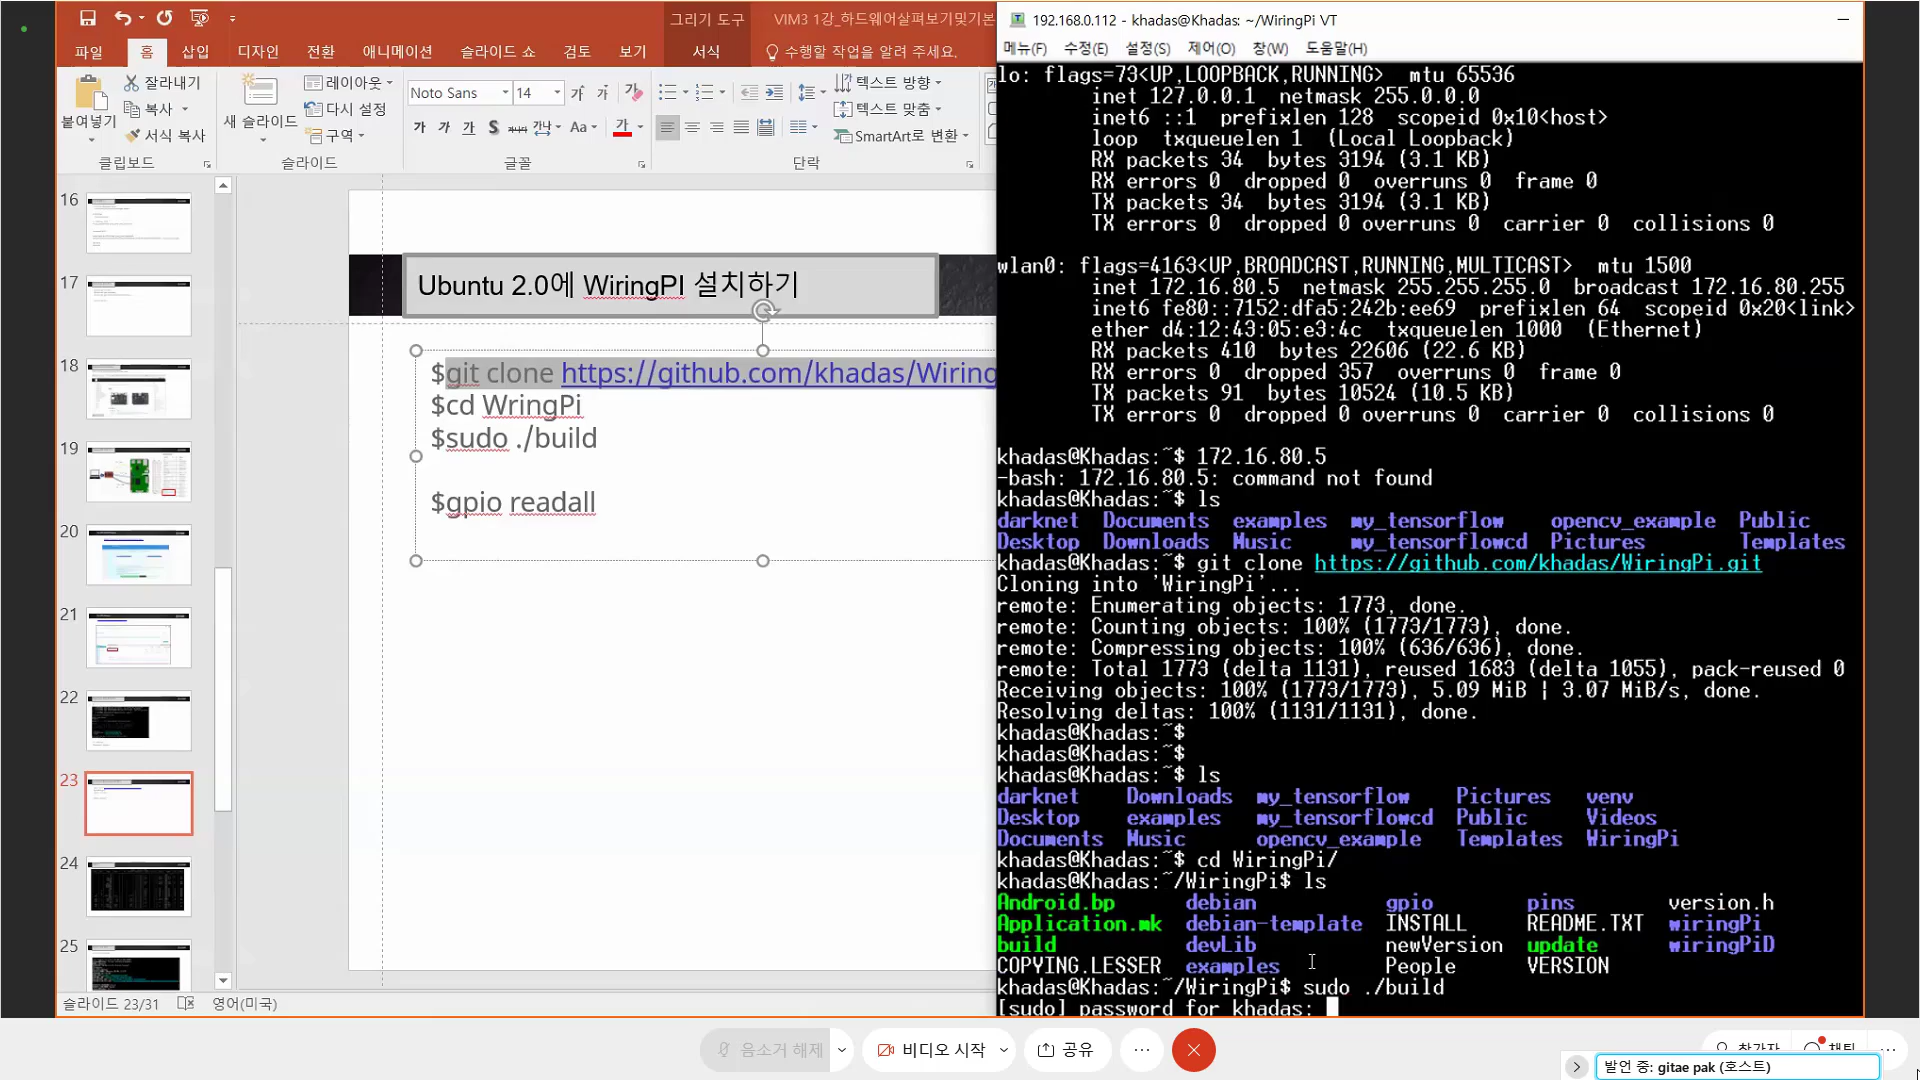 그리기 도구
VIM3 1강_하드웨어살펴보기및기본
파일
홈
삽입
디자인
전환
애니메이션
슬라이드 쇼
검토
보기
서식
수행할 작업을 알려 주세요.
붙여넣기
잘라내기
복사
서식 복사
클립보드
새 슬라이드
레이아웃
다시 설정
구역
슬라이드
Noto Sans
14
가 가 가 S
Aa
글꼴
텍스트 방향
텍스트 맞춤
SmartArt로 변환
단락
16
17
18
19
20
21
22
23
24
25
Ubuntu 2.0에 WiringPI 설치하기
$git clone https://github.com/khadas/Wiring
$cd WringPi
$sudo ./build
$gpio readall
슬라이드 23/31
영어(미국)
192.168.0.112 - khadas@Khadas: ~/WiringPi VT
메뉴(F) 수정(E) 설정(S) 제어(O) 창(W) 도움말(H)
lo: flags=73<UP,LOOPBACK,RUNNING> mtu 65536
inet 127.0.0.1 netmask 255.0.0.0
inet6 ::1 prefixlen 128 scopeid 0x10<host>
loop txqueuelen 1 (Local Loopback)
RX packets 34 bytes 3194 (3.1 KB)
RX errors 0 dropped 0 overruns 0 frame 0
TX packets 34 bytes 3194 (3.1 KB)
TX errors 0 dropped 0 overruns 0 carrier 0 collisions 0
wlan0: flags=4163<UP,BROADCAST,RUNNING,MULTICAST> mtu 1500
inet 172.16.80.5 netmask 255.255.255.0 broadcast 172.16.80.255
inet6 fe80::7152:dfa5:242b:ee69 prefixlen 64 scopeid 0x20<link>
ether d4:12:43:05:e3:4c txqueuelen 1000 (Ethernet)
RX packets 410 bytes 22606 (22.6 KB)
RX errors 0 dropped 357 overruns 0 frame 0
TX packets 91 bytes 10524 (10.5 KB)
TX errors 0 dropped 0 overruns 0 carrier 0 collisions 0
khadas@Khadas:~$ 172.16.80.5
-bash: 172.16.80.5: command not found
khadas@Khadas:~$ ls
darknet Documents examples my_tensorflow opencv_example Public
Desktop Downloads Music my_tensorflowcd Pictures Templates
khadas@Khadas:~$ git clone https://github.com/khadas/WiringPi.git
Cloning into 'WiringPi'...
remote: Enumerating objects: 1773, done.
remote: Counting objects: 100% (1773/1773), done.
remote: Compressing objects: 100% (636/636), done.
remote: Total 1773 (delta 1131), reused 1683 (delta 1055), pack-reused 0
Receiving objects: 100% (1773/1773), 5.09 MiB | 3.07 MiB/s, done.
Resolving deltas: 100% (1131/1131), done.
khadas@Khadas:~$
khadas@Khadas:~$
khadas@Khadas:~$ ls
darknet Downloads my_tensorflow Pictures venv
Desktop examples my_tensorflowcd Public Videos
Documents Music opencv_example Templates WiringPi
khadas@Khadas:~$ cd WiringPi/
khadas@Khadas:~/WiringPi$ ls
Android.bp debian gpio pins version.h
Application.mk debian-template INSTALL README.TXT wiringPi
build devLib newVersion update wiringPiD
COPYING.LESSER examples People VERSION
khadas@Khadas:~/WiringPi$ sudo ./build
[sudo] password for khadas:
음소거 해제
비디오 시작
공유
참가자
채팅
발언 중: gitae pak (호스트)